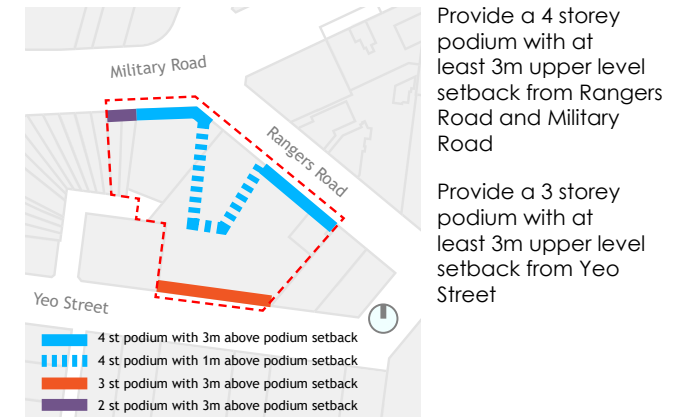 Military Road
Rangers Road
Yeo Street
4 st podium with 3m above podium setback
4 st podium with 1m above podium setback
3 st podium with 3m above podium setback
2 st podium with 3m above podium setback
Provide a 4 storey
podium with at
least 3m upper level
setback from Rangers
Road and Military
Road
Provide a 3 storey
podium with at
least 3m upper level
setback from Yeo
Street